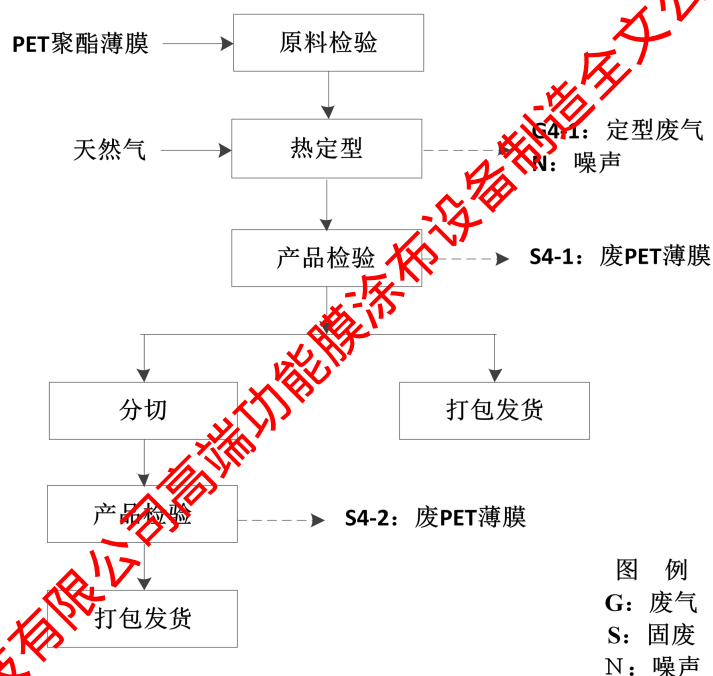 PET聚酯薄膜
原料检验
天然气
热定型
G4-1：定型废气
N：噪声
产品检验
S4-1：废PET薄膜
分切
打包发货
产品检验
S4-2：废PET薄膜
打包发货
图 例
G：废气
S：固废
N：噪声
技有限公司高端功能膜涂布设备制造全文公